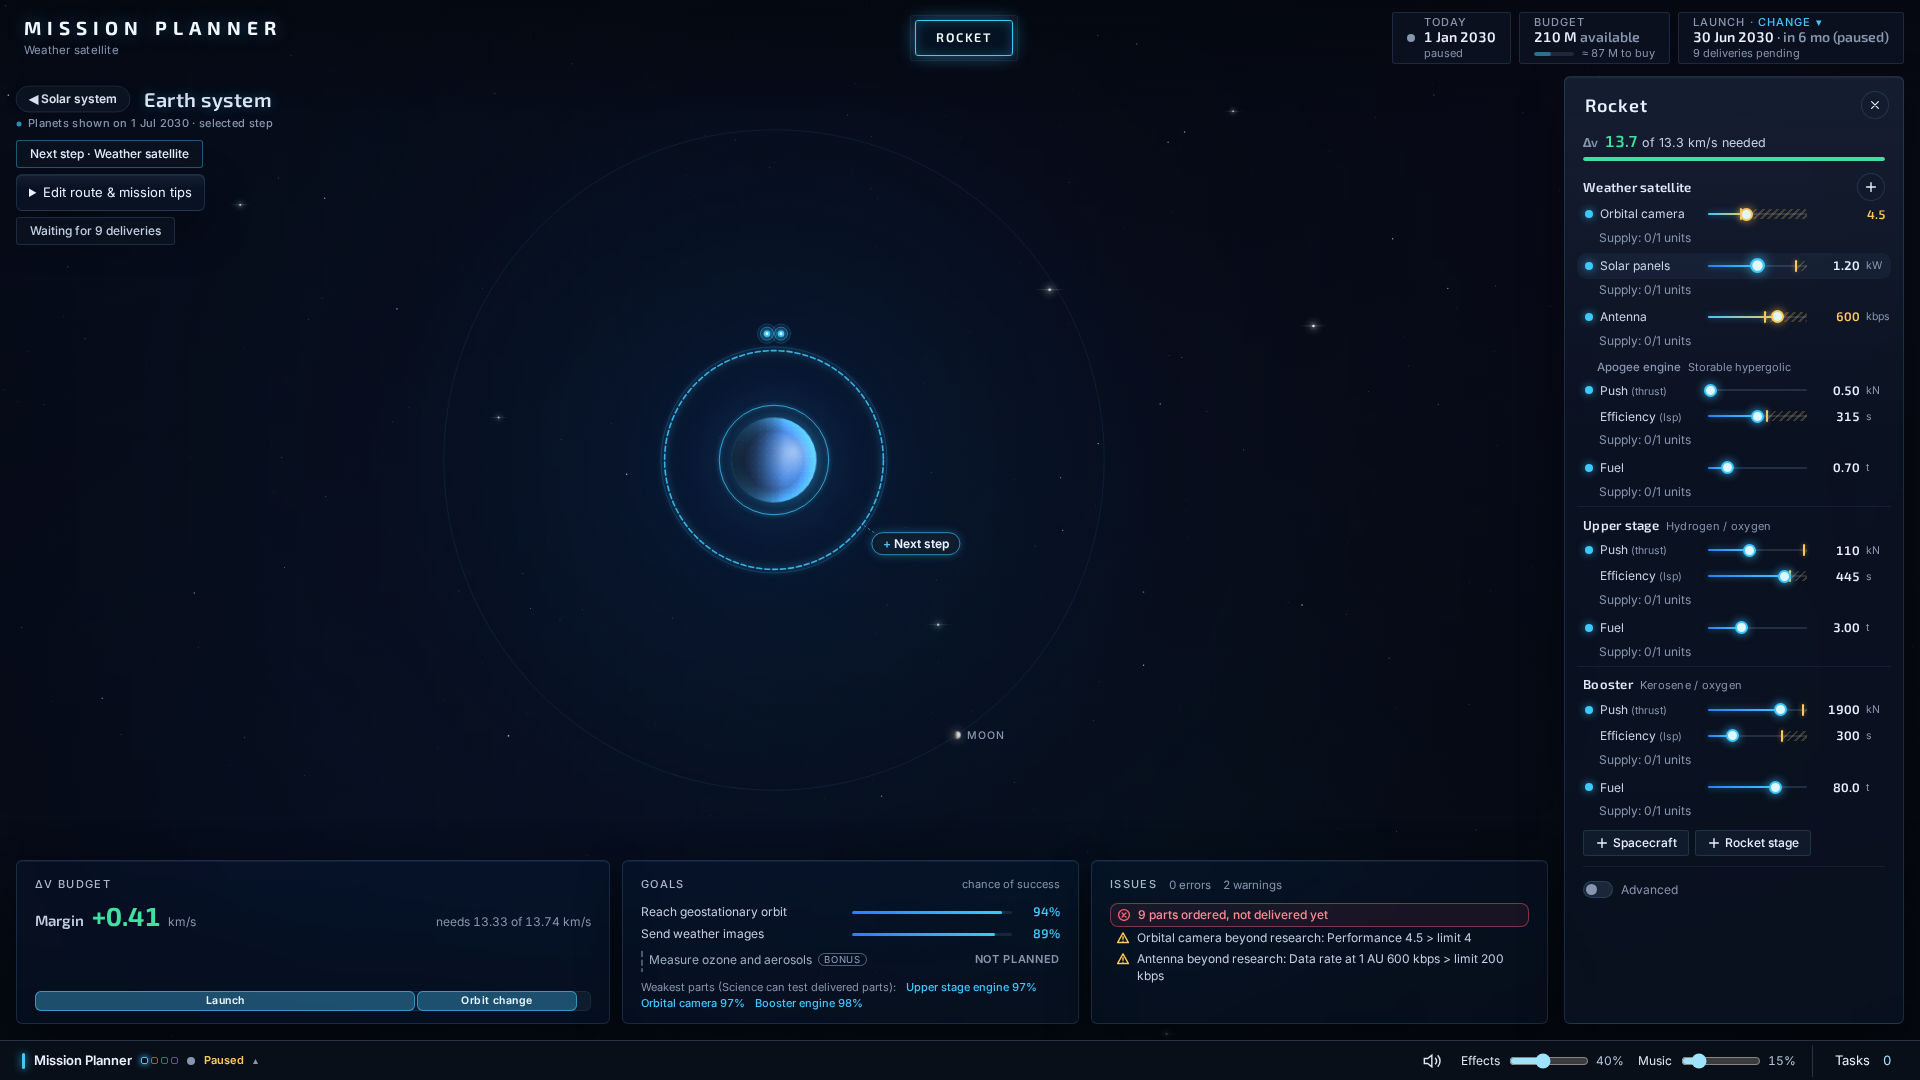 MISSION PLANNER
Weather satellite
ROCKET
TODAY
1 Jan 2030
paused
BUDGET
210 M available
≈ 87 M to buy
LAUNCH · CHANGE ▾
30 Jun 2030 · in 6 mo (paused)
9 deliveries pending
◀ Solar system
Earth system
Planets shown on 1 Jul 2030 · selected step
Next step · Weather satellite
▶ Edit route & mission tips
Waiting for 9 deliveries
+ Next step
MOON
Rocket
Δv 13.7 of 13.3 km/s needed
Weather satellite
Orbital camera 4.5
Supply: 0/1 units
Solar panels 1.20 kW
Supply: 0/1 units
Antenna 600 kbps
Supply: 0/1 units
Apogee engine Storable hypergolic
Push (thrust) 0.50 kN
Efficiency (Isp) 315 s
Supply: 0/1 units
Fuel 0.70 t
Supply: 0/1 units
Upper stage Hydrogen / oxygen
Push (thrust) 110 kN
Efficiency (Isp) 445 s
Supply: 0/1 units
Fuel 3.00 t
Supply: 0/1 units
Booster Kerosene / oxygen
Push (thrust) 1900 kN
Efficiency (Isp) 300 s
Supply: 0/1 units
Fuel 80.0 t
Supply: 0/1 units
+ Spacecraft + Rocket stage
Advanced
ΔV BUDGET
Margin +0.41 km/s
needs 13.33 of 13.74 km/s
Launch Orbit change
GOALS chance of success
Reach geostationary orbit 94%
Send weather images 89%
Measure ozone and aerosols BONUS NOT PLANNED
Weakest parts (Science can test delivered parts): Upper stage engine 97%
Orbital camera 97% Booster engine 98%
ISSUES 0 errors 2 warnings
9 parts ordered, not delivered yet
Orbital camera beyond research: Performance 4.5 > limit 4
Antenna beyond research: Data rate at 1 AU 600 kbps > limit 200
kbps
Mission Planner Paused ▴
Effects 40% Music 15% Tasks 0